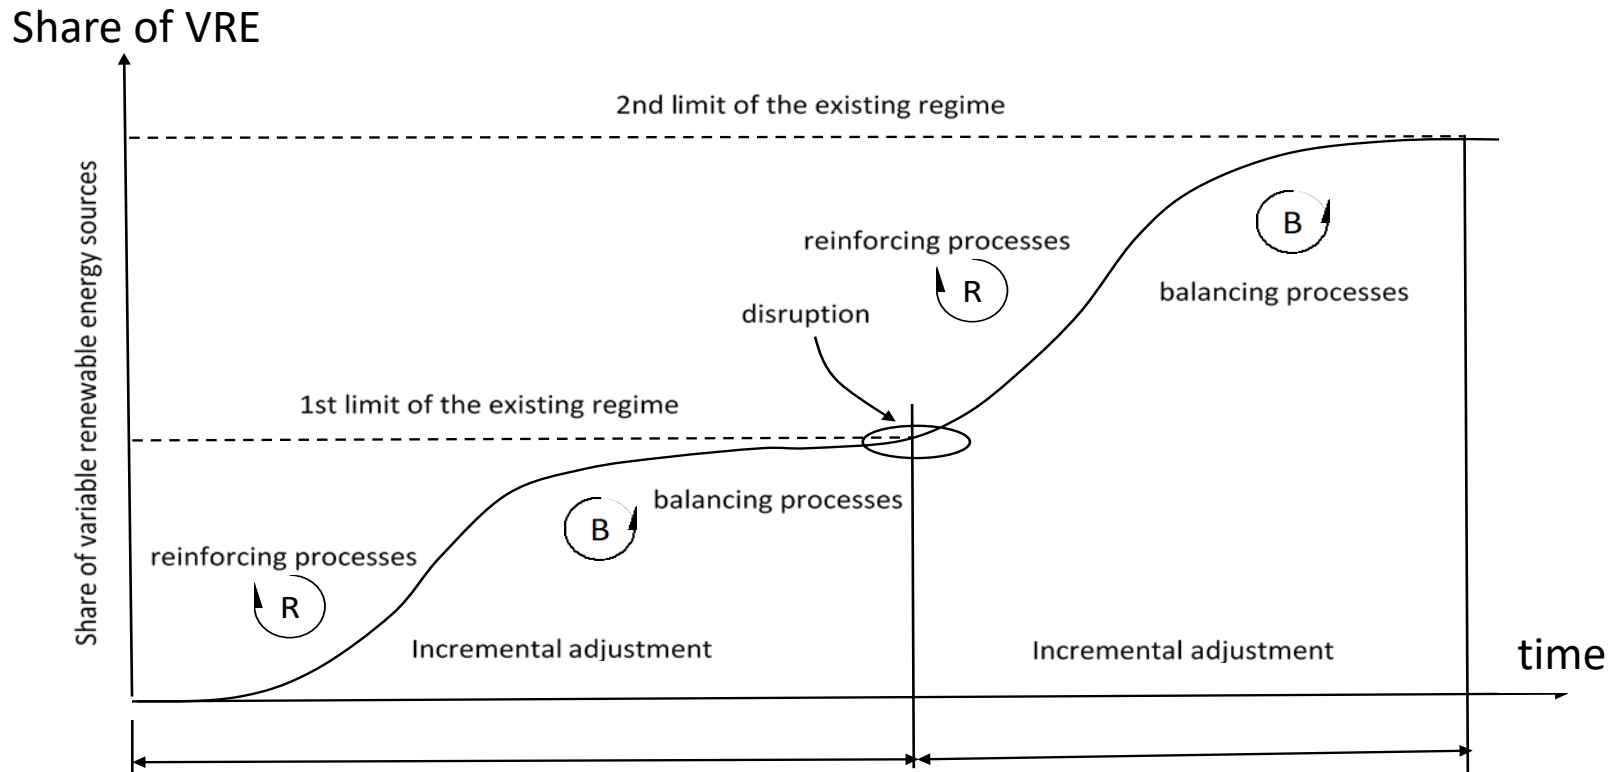 Share of VRE
2nd limit of the existing regime
Share of variable renewable energy sources
B
reinforcing processes
R
balancing processes
disruption
1st limit of the existing regime
balancing processes
B
reinforcing processes
R
Incremental adjustment
Incremental adjustment
time